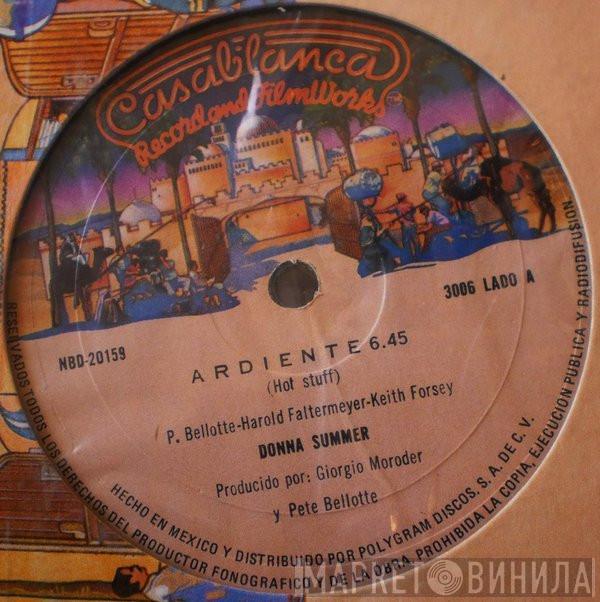 Casablanca
Record and FilmWorks
TM
3006 LADO A
NBD-20159
ARDIENTE 6.45
(Hot stuff)
P. Bellotte-Harold Faltermeyer-Keith Forsey
DONNA SUMMER
Producido por: Giorgio Moroder
y Pete Bellotte
HECHO EN MEXICO Y DISTRIBUIDO POR POLYGRAM DISCOS, S.A. DE C.V.
RESERVADOS TODOS LOS DERECHOS DEL PRODUCTOR FONOGRAFICO Y DE LA OBRA. PROHIBIDA LA COPIA, EJECUCION PUBLICA Y RADIODIFUSION
МАРКЕТ ВИНИЛА